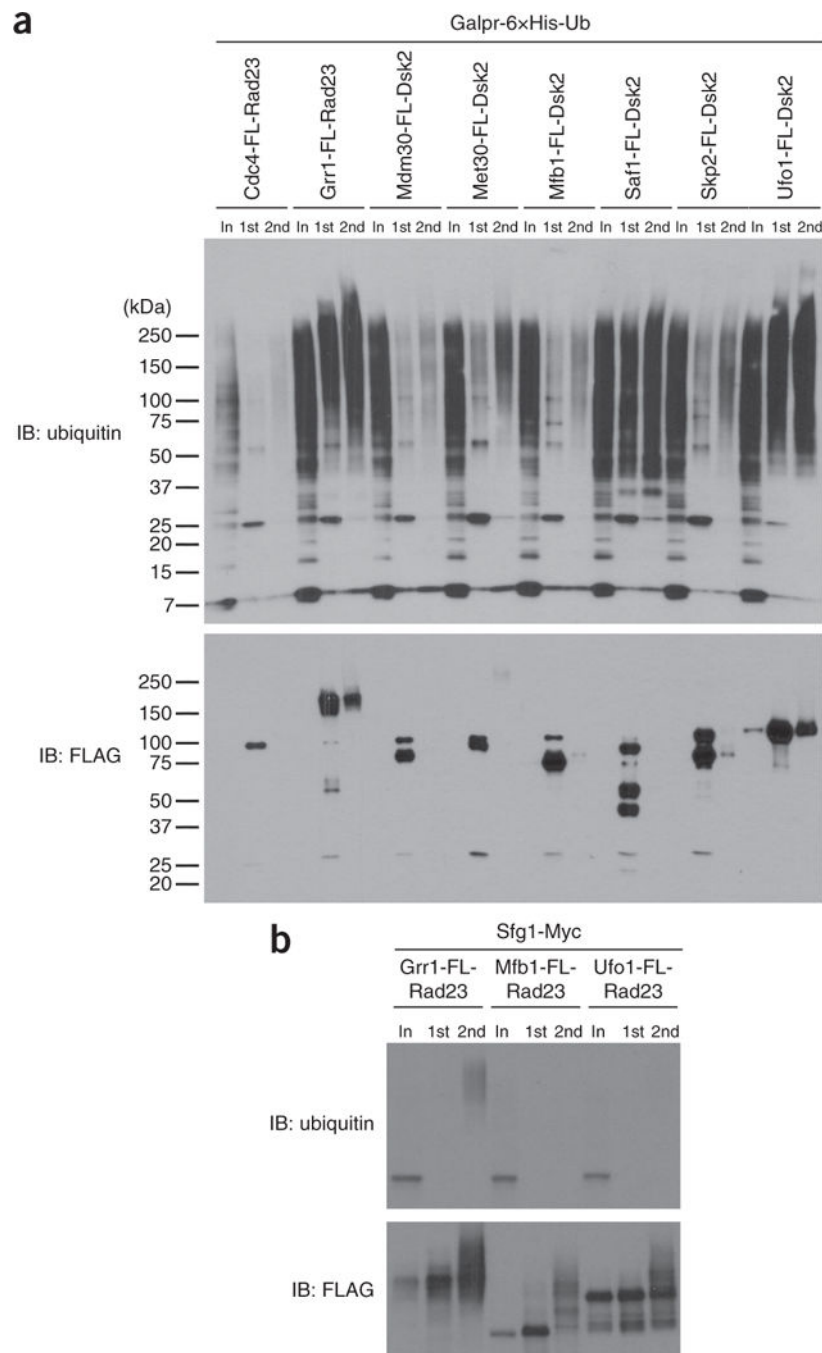 a
Galpr-6×His-Ub
Cdc4-FL-Rad23
Grr1-FL-Rad23
Mdm30-FL-Dsk2
Met30-FL-Dsk2
Mfb1-FL-Dsk2
Saf1-FL-Dsk2
Skp2-FL-Dsk2
Ufo1-FL-Dsk2
In 1st 2nd In 1st 2nd In 1st 2nd In 1st 2nd In 1st 2nd In 1st 2nd In 1st 2nd In 1st 2nd
(kDa)
250
150
100
75
IB: ubiquitin
50
37
25
20
15
7
250
150
100
IB: FLAG
75
50
37
25
20
b
Sfg1-Myc
Grr1-FL-Rad23
Mfb1-FL-Rad23
Ufo1-FL-Rad23
In 1st 2nd In 1st 2nd In 1st 2nd
IB: ubiquitin
IB: FLAG